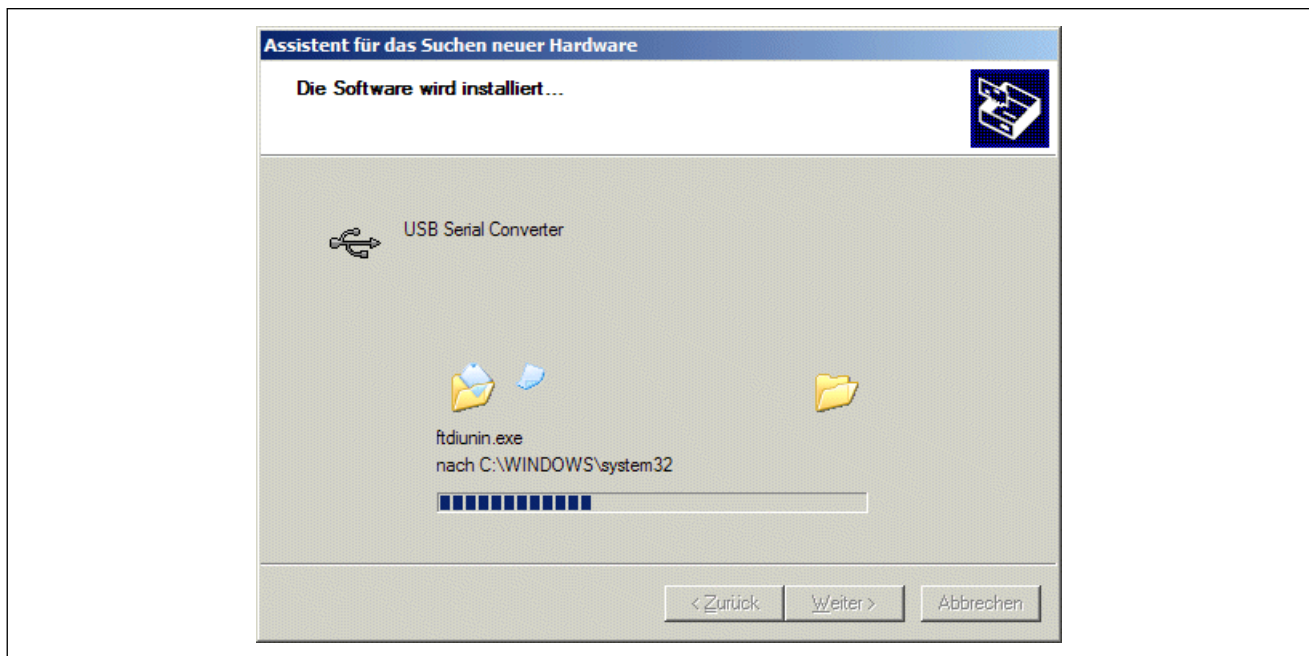 Assistent für das Suchen neuer Hardware
Die Software wird installiert...
USB Serial Converter
ftdiunin.exe
nach C:\WINDOWS\system32
< Zurück
Weiter >
Abbrechen